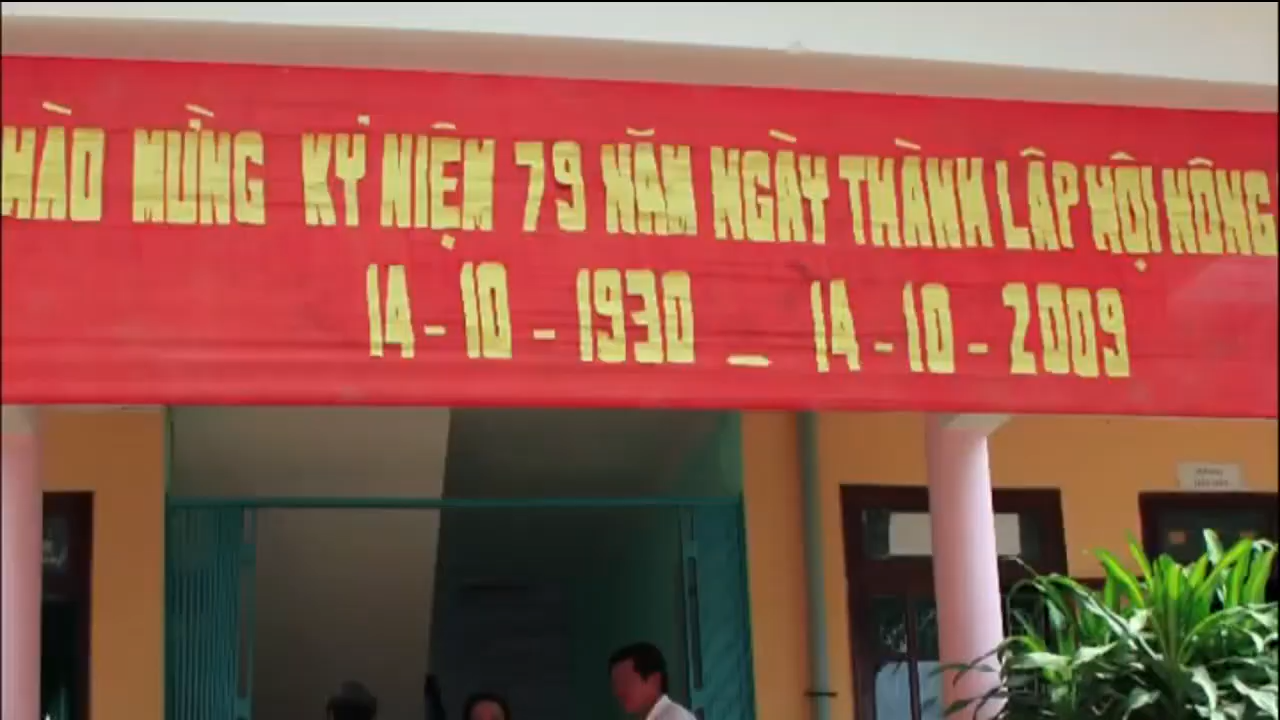 HÀO MỪNG KỶ NIỆM 79 NĂM NGÀY THÀNH LẬP HỘI NÔNG
14 - 10 - 1930 _ 14 - 10 - 2009